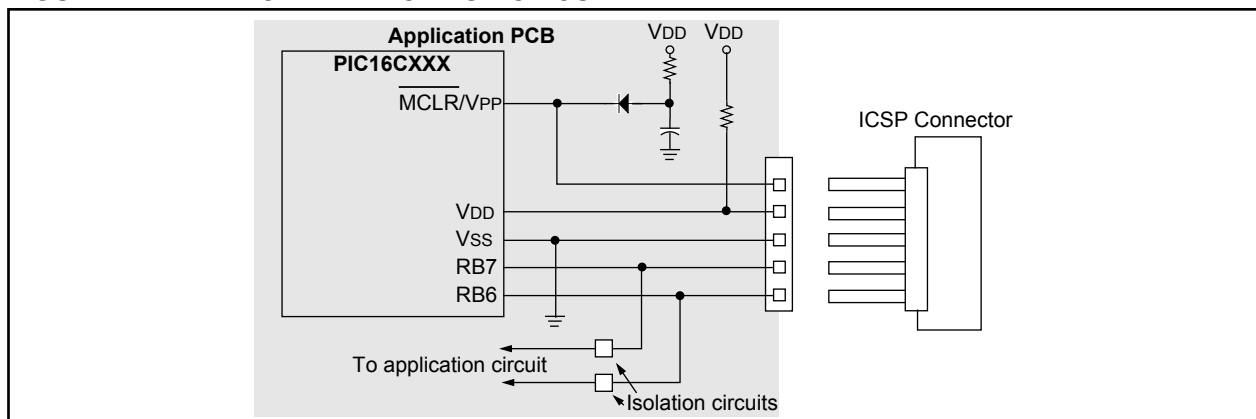 Application PCB
VDD VDD
PIC16CXXX
MCLR/VPP
ICSP Connector
VDD
VSS
RB7
RB6
To application circuit
Isolation circuits